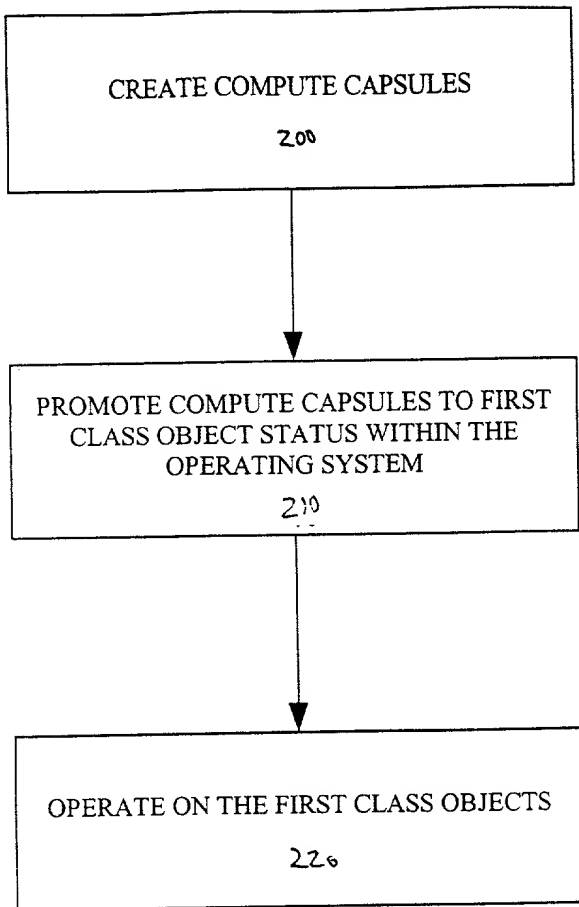 CREATE COMPUTE CAPSULES
200
PROMOTE COMPUTE CAPSULES TO FIRST
CLASS OBJECT STATUS WITHIN THE
OPERATING SYSTEM
210
OPERATE ON THE FIRST CLASS OBJECTS
220